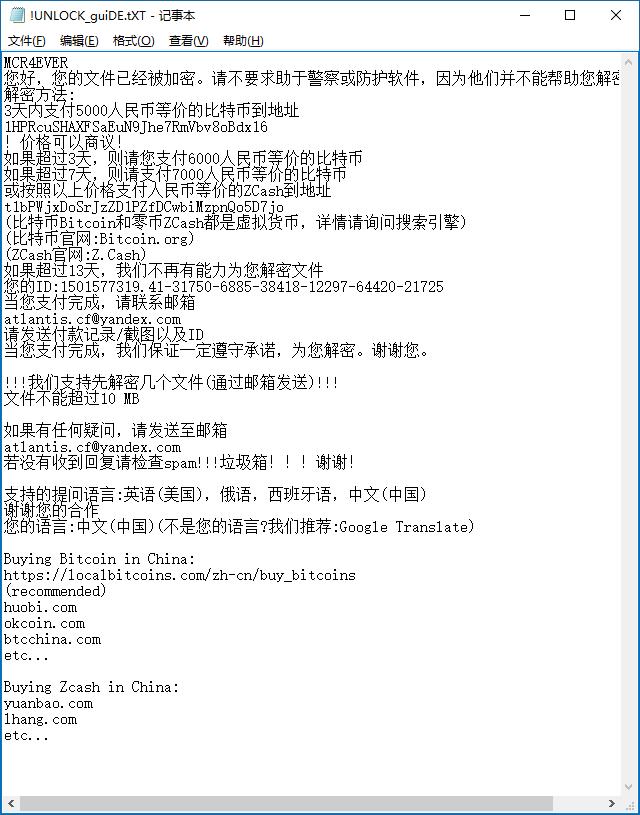 !UNLOCK_guiDE.tXT - 记事本
文件(F) 编辑(E) 格式(O) 查看(V) 帮助(H)
MCR4EVER
您好，您的文件已经被加密。请不要求助于警察或防护软件，因为他们并不能帮助您解密
解密方法:
3天内支付5000人民币等价的比特币到地址
1HPRcuSHAXFSaEuN9Jhe7RmVbv8oBdx16
! 价格可以商议!
如果超过3天，则请您支付6000人民币等价的比特币
如果超过7天，则请支付7000人民币等价的比特币
或按照以上价格支付人民币等价的ZCash到地址
t1bPWjxDoSrJzZD1PZfDCwbiMzpnQo5D7jo
(比特币Bitcoin和零币ZCash都是虚拟货币，详情请询问搜索引擎)
(比特币官网:Bitcoin.org)
(ZCash官网:Z.Cash)
如果超过13天，我们不再有能力为您解密文件
您的ID:1501577319.41-31750-6885-38418-12297-64420-21725
当您支付完成，请联系邮箱
atlantis.cf@yandex.com
请发送付款记录/截图以及ID
当您支付完成，我们保证一定遵守承诺，为您解密。谢谢您。
!!!我们支持先解密几个文件(通过邮箱发送)!!!
文件不能超过10 MB
如果有任何疑问，请发送至邮箱
atlantis.cf@yandex.com
若没有收到回复请检查spam!!!垃圾箱！！！谢谢!
支持的提问语言:英语(美国)，俄语，西班牙语，中文(中国)
谢谢您的合作
您的语言:中文(中国)(不是您的语言?我们推荐:Google Translate)
Buying Bitcoin in China:
https://localbitcoins.com/zh-cn/buy_bitcoins
(recommended)
huobi.com
okcoin.com
btcchina.com
etc...
Buying Zcash in China:
yuanbao.com
lhang.com
etc...